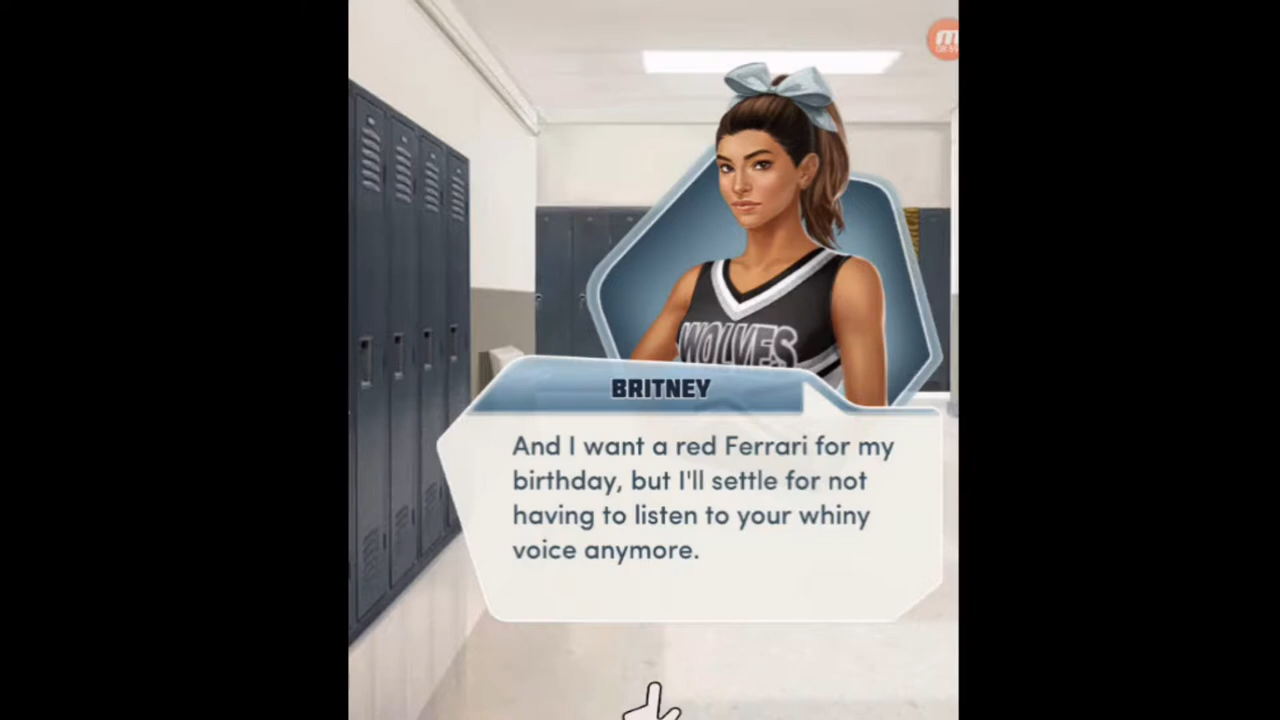 WOLVES
BRITNEY
And I want a red Ferrari for my
birthday, but I'll settle for not
having to listen to your whiny
voice anymore.